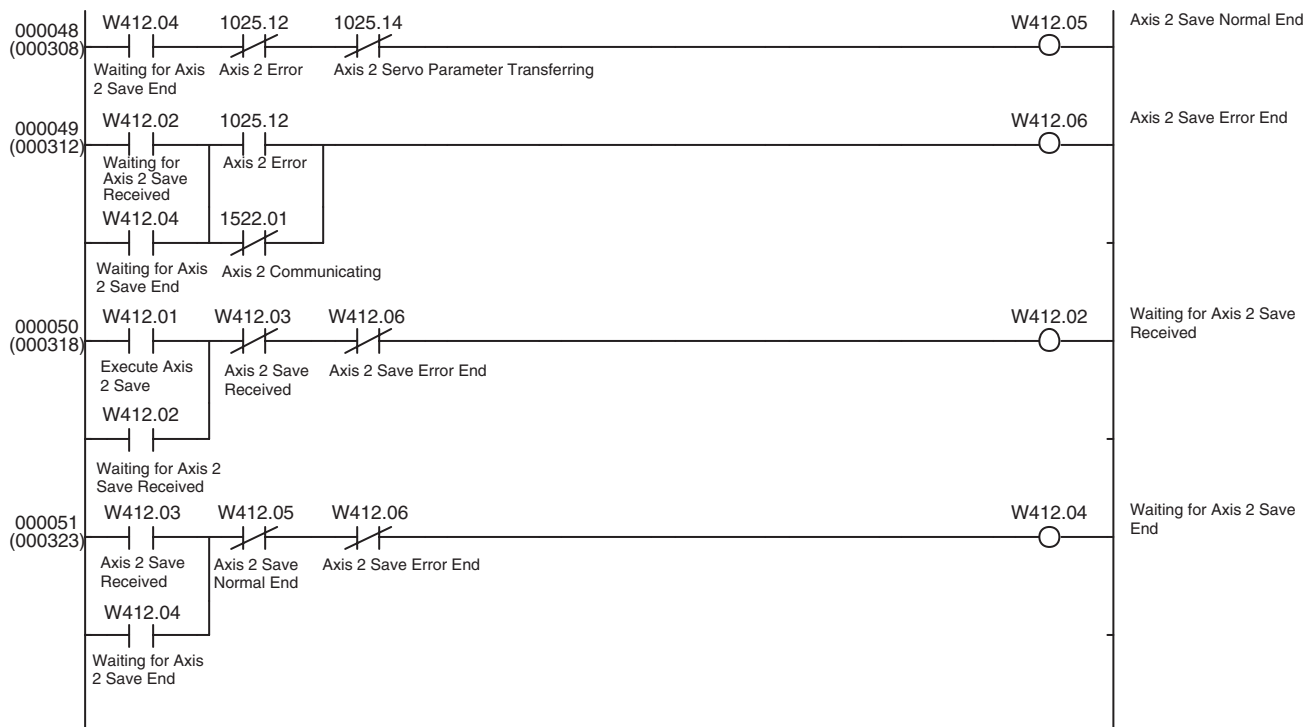 W412.04 1025.12 1025.14 W412.05 Axis 2 Save Normal End
000048
(000308)
Waiting for Axis
2 Save End
Axis 2 Error
Axis 2 Servo Parameter Transferring
W412.02 1025.12 W412.06 Axis 2 Save Error End
000049
(000312)
Waiting for
Axis 2 Save
Received
Axis 2 Error
W412.04 1522.01
Waiting for Axis
2 Save End
Axis 2 Communicating
W412.01 W412.03 W412.06 W412.02 Waiting for Axis 2 Save
Received
000050
(000318)
Execute Axis
2 Save
Axis 2 Save
Received
Axis 2 Save Error End
W412.02
Waiting for Axis 2
Save Received
W412.03 W412.05 W412.06 W412.04 Waiting for Axis 2 Save
End
000051
(000323)
Axis 2 Save
Received
Axis 2 Save
Normal End
Axis 2 Save Error End
W412.04
Waiting for Axis
2 Save End